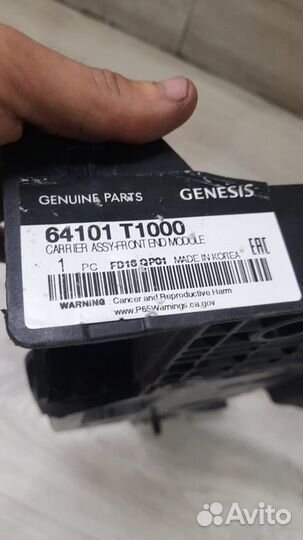 GENUINE PARTS GENESIS
64101 T1000
CARRIER ASSY-FRONT END MODULE
1 PC FD16 QP01 MADE IN KOREA
EAC
WARNING : Cancer and Reproductive Harm
www.P65Warnings.ca.gov
Avito